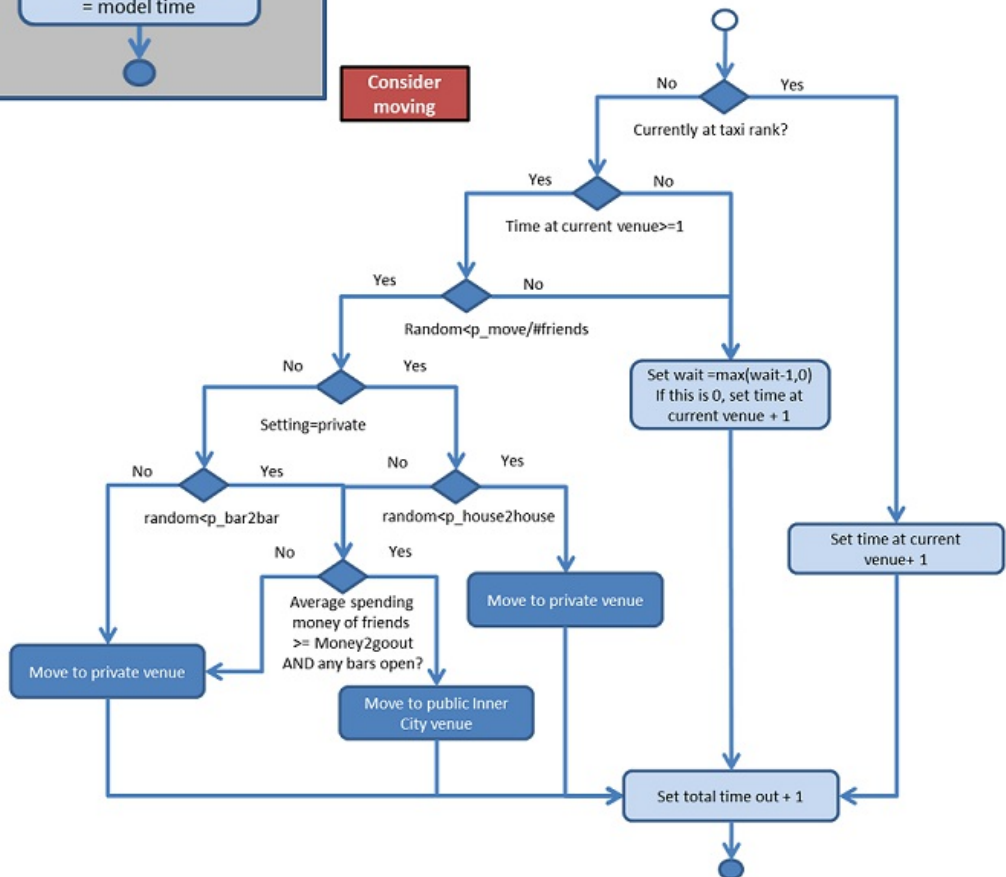 = model time
Consider
moving
No
Yes
Currently at taxi rank?
Yes
No
Time at current venue>=1
Yes
No
Random<p_move/#friends
No
Yes
Setting=private
Set wait =max(wait-1,0)
If this is 0, set time at
current venue + 1
No
Yes
random<p_bar2bar
No
Yes
random<p_house2house
No
Yes
Average spending
money of friends
>= Money2goout
AND any bars open?
Set time at current
venue+ 1
Move to private venue
Move to private venue
Move to public Inner
City venue
Set total time out + 1